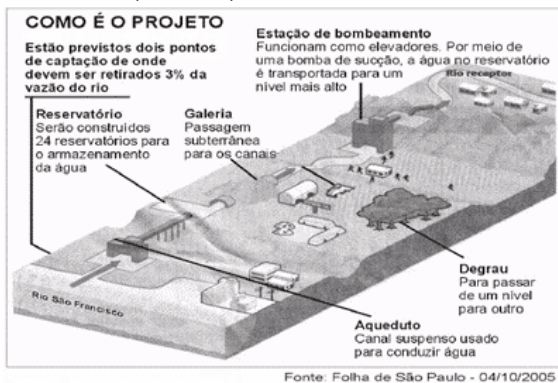 COMO É O PROJETO
Estão previstos dois pontos
de captação de onde
devem ser retirados 3% da
vazão do rio
Reservatório
Serão construídos
24 reservatórios para
o armazenamento
da água
Galeria
Passagem
subterrânea
para os canais
Estação de bombeamento
Funcionam como elevadores. Por meio de
uma bomba de sucção, a água no reservatório
é transportada para um
nível mais alto
Rio receptor
Degrau
Para passar
de um nível
para outro
Rio São Francisco
Aqueduto
Canal suspenso usado
para conduzir água
Fonte: Folha de São Paulo - 04/10/2005